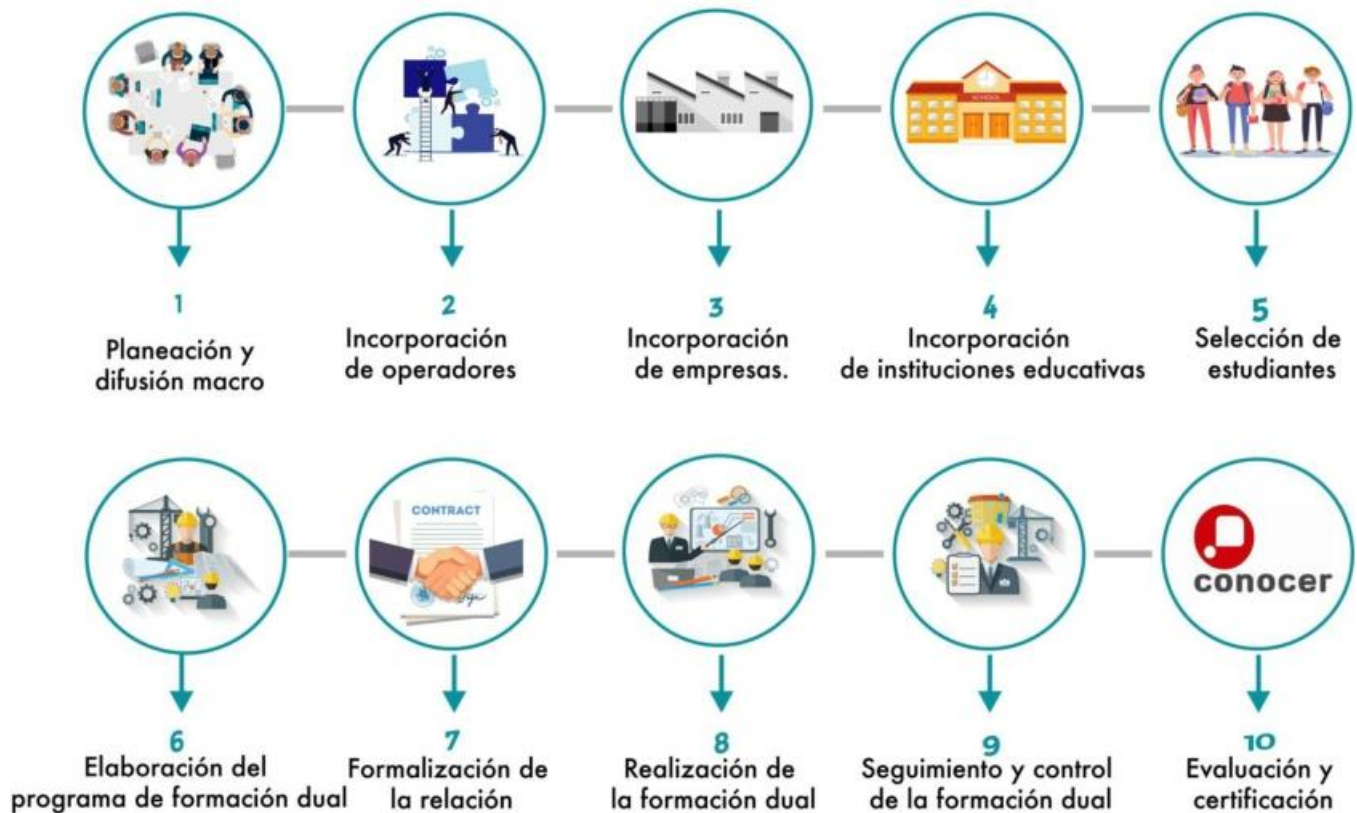 SCHOOL
1
Planeación y
difusión macro
2
Incorporación
de operadores
3
Incorporación
de empresas.
4
Incorporación
de instituciones educativas
5
Selección de
estudiantes
CONTRACT
conocer
6
Elaboración del
programa de formación dual
7
Formalización de
la relación
8
Realización de
la formación dual
9
Seguimiento y control
de la formación dual
10
Evaluación y
certificación